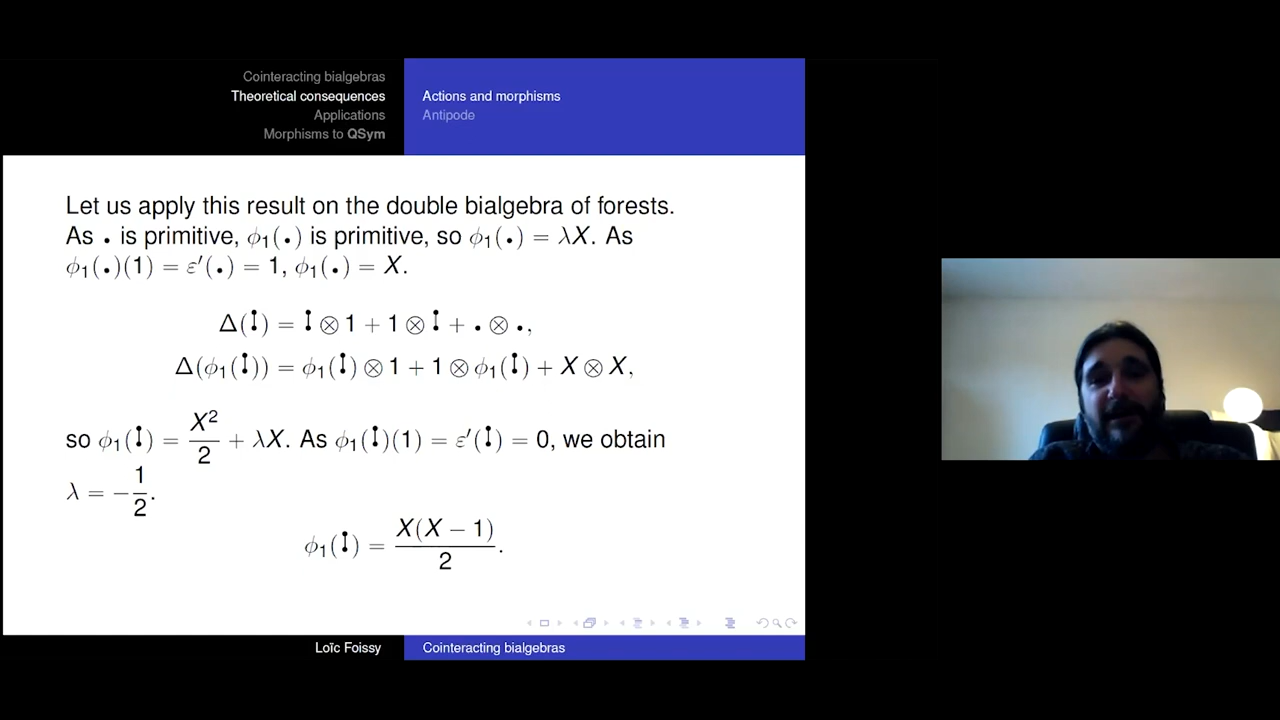 Cointeracting bialgebras
Theoretical consequences
Applications
Morphisms to QSym
Actions and morphisms
Antipode
Let us apply this result on the double bialgebra of forests.
As • is primitive, ϕ₁(•) is primitive, so ϕ₁(•) = λX. As
ϕ₁(•)(1) = ε′(•) = 1, ϕ₁(•) = X.
Δ(𝗜) = 𝗜 ⊗ 1 + 1 ⊗ 𝗜 + • ⊗ •,
Δ(ϕ₁(𝗜)) = ϕ₁(𝗜) ⊗ 1 + 1 ⊗ ϕ₁(𝗜) + X ⊗ X,
so ϕ₁(𝗜) = X²/2 + λX. As ϕ₁(𝗜)(1) = ε′(𝗜) = 0, we obtain
λ = −1/2.
ϕ₁(𝗜) = X(X − 1)/2.
Loïc Foissy
Cointeracting bialgebras